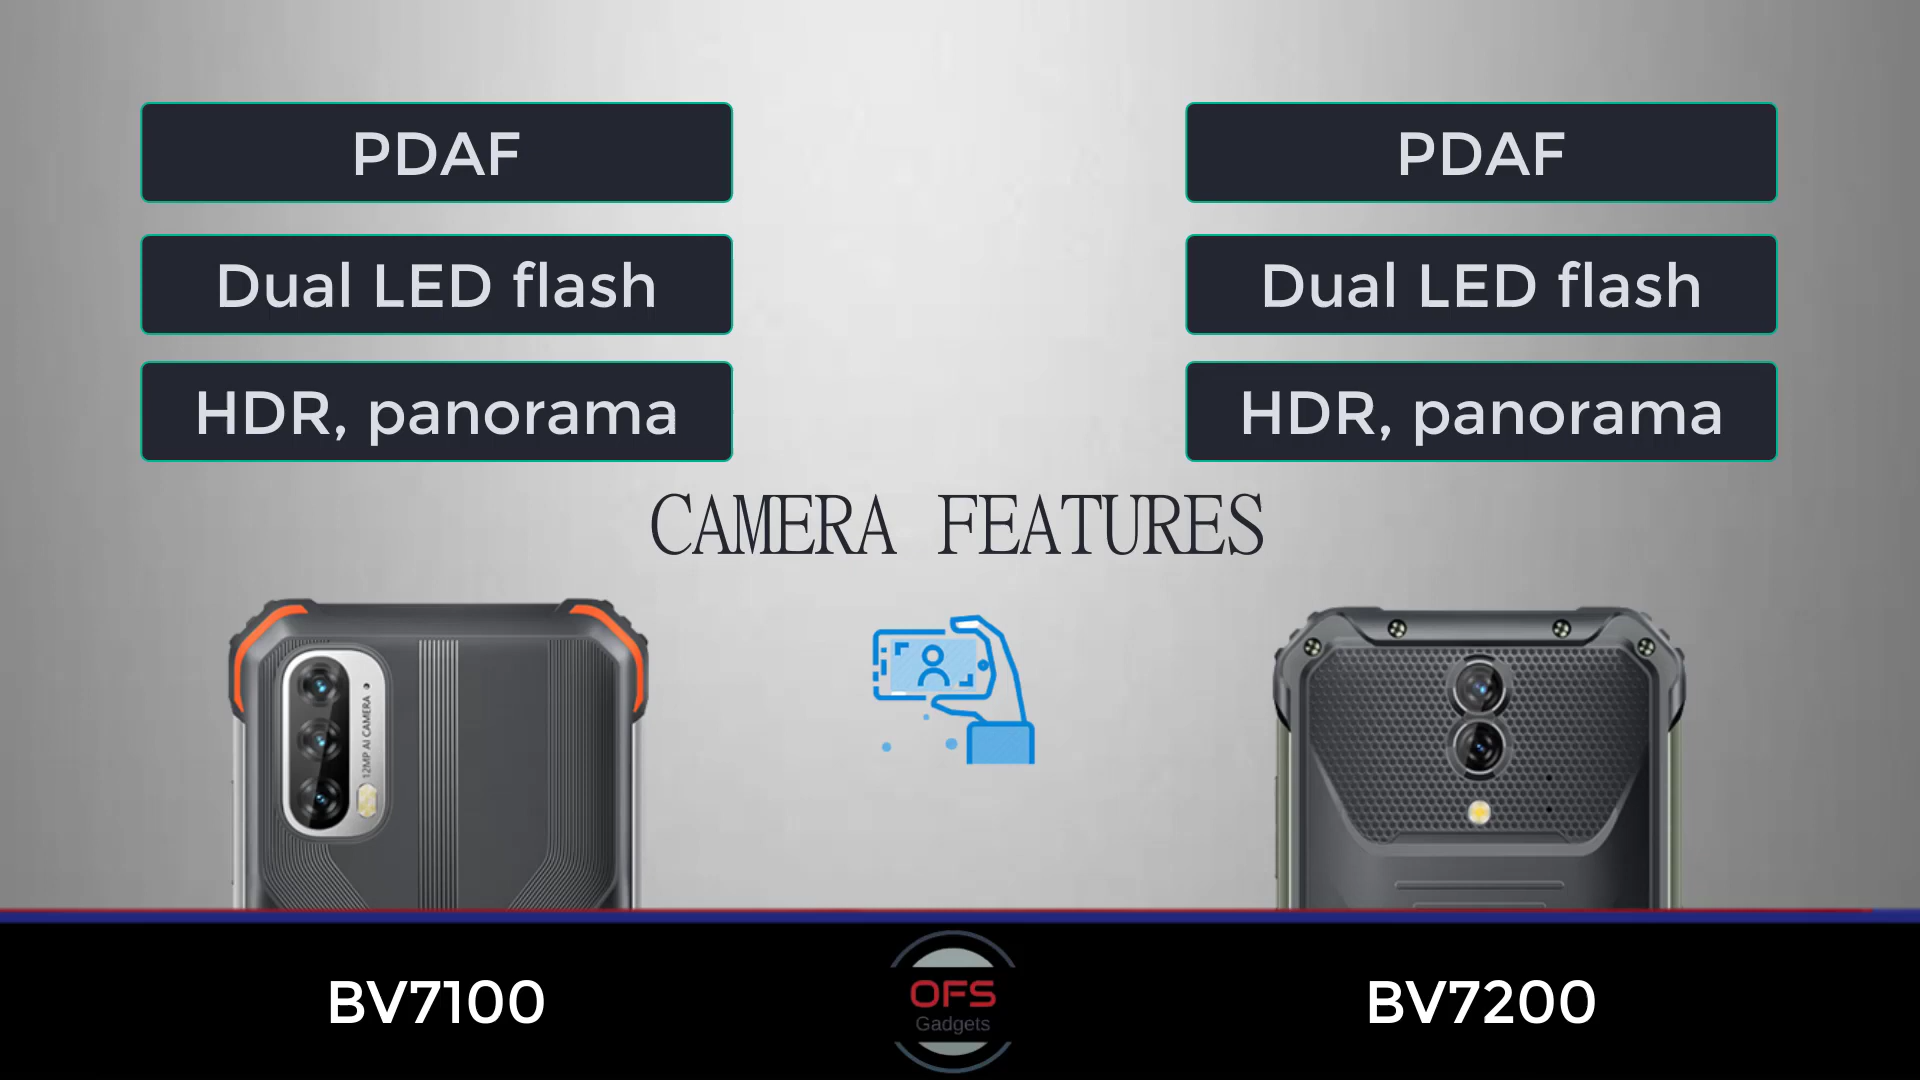 PDAF
PDAF
Dual LED flash
Dual LED flash
HDR, panorama
HDR, panorama
CAMERA FEATURES
12MP AI CAMERA
BV7100
OFS
Gadgets
BV7200